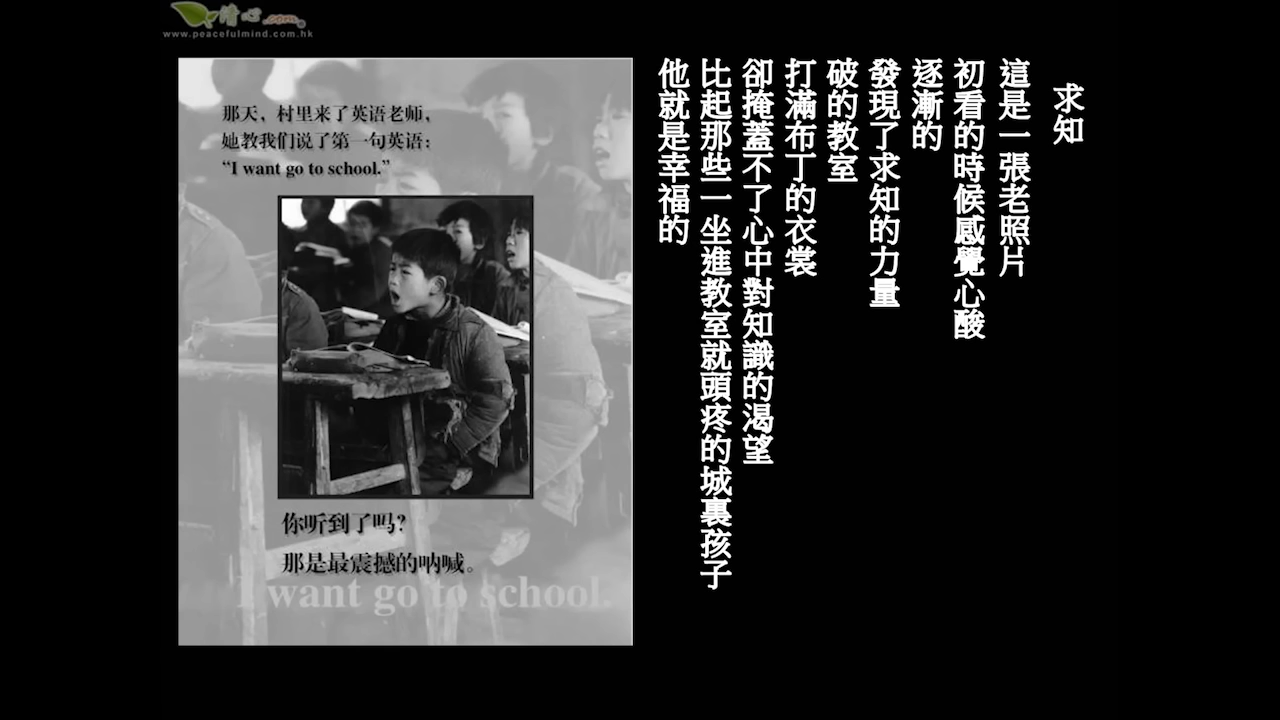 情心.com
www.peacefulmind.com.hk
那天，村里来了英语老师，
她教我们说了第一句英语：
“I want go to school.”
你听到了吗?
那是最震撼的呐喊。
I want go to school.
求知
這是一張老照片
初看的時候感覺心酸
逐漸的
發現了求知的力量
破的教室
打滿布丁的衣裳
卻掩蓋不了心中對知識的渴望
比起那些一坐進教室就頭疼的城裏孩子
他就是幸福的